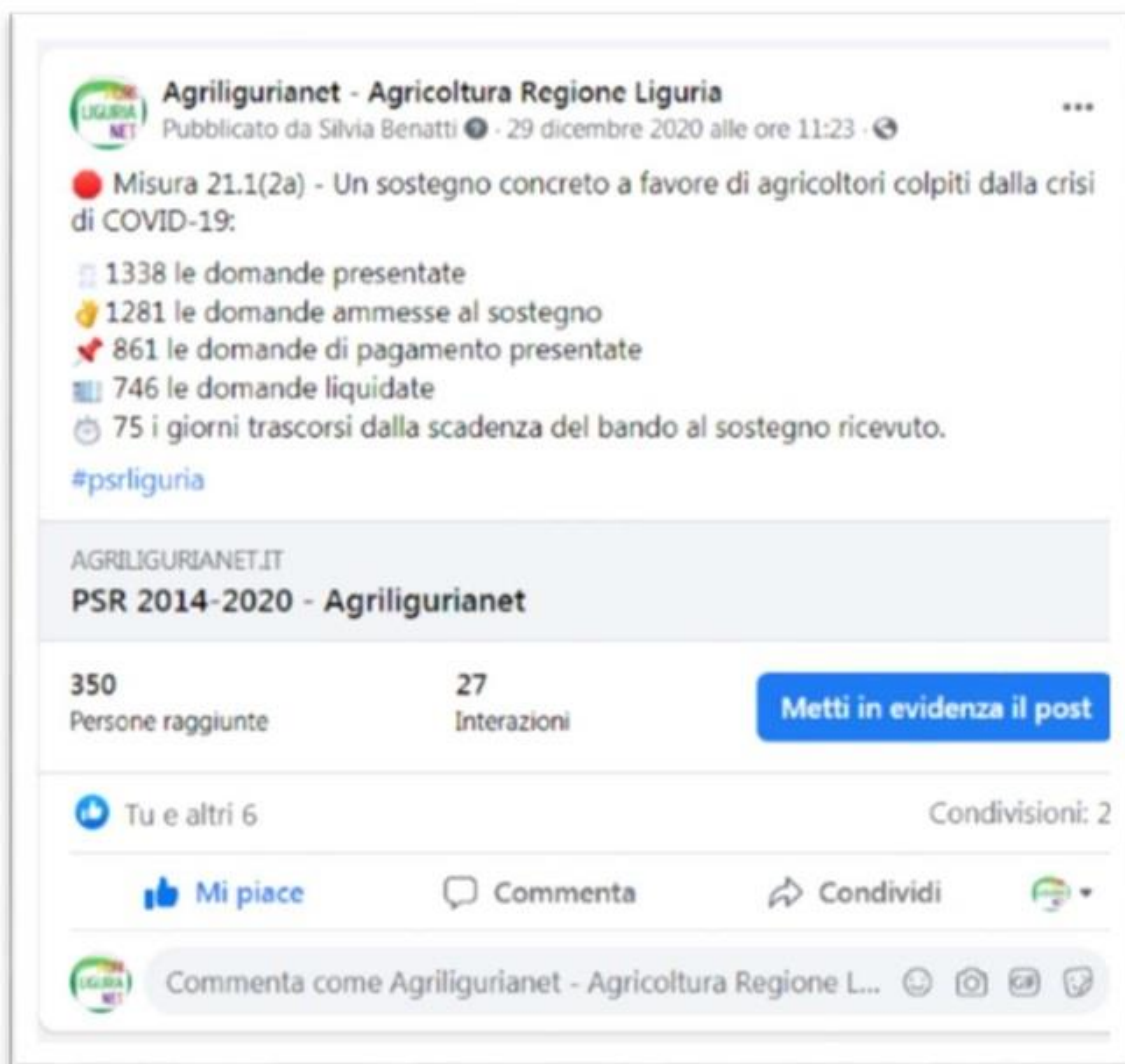 Agriligurianet - Agricoltura Regione Liguria
Pubblicato da Silvia Benatti · 29 dicembre 2020 alle ore 11:23 ·
Misura 21.1(2a) - Un sostegno concreto a favore di agricoltori colpiti dalla crisi
di COVID-19:
1338 le domande presentate
1281 le domande ammesse al sostegno
861 le domande di pagamento presentate
746 le domande liquidate
75 i giorni trascorsi dalla scadenza del bando al sostegno ricevuto.
#psrliguria
AGRILIGURIANET.IT
PSR 2014-2020 - Agriligurianet
350
Persone raggiunte
27
Interazioni
Metti in evidenza il post
Tu e altri 6
Condivisioni: 2
Mi piace
Commenta
Condividi
Commenta come Agriligurianet - Agricoltura Regione L...
GIF